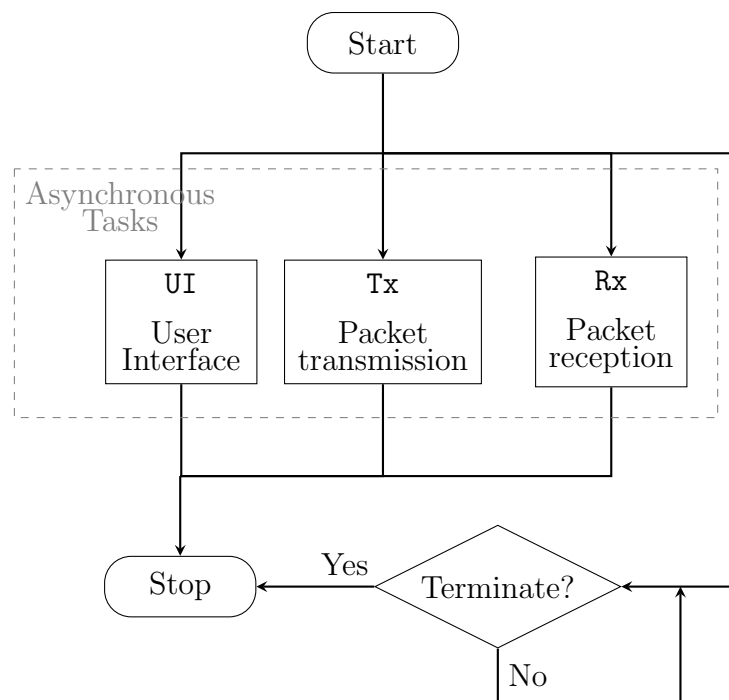 Start
Asynchronous
Tasks
UI
User
Interface
Tx
Packet
transmission
Rx
Packet
reception
Stop
Yes
Terminate?
No